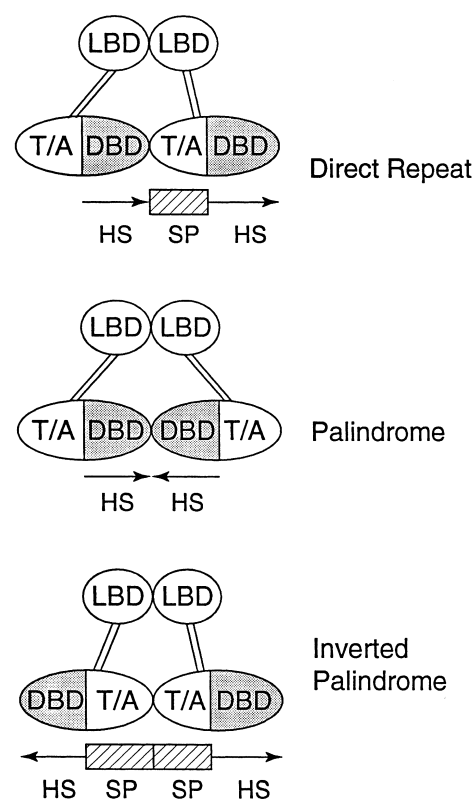 LBD LBD
T/A DBD T/A DBD
Direct Repeat
HS SP HS
LBD LBD
T/A DBD DBD T/A
Palindrome
HS HS
LBD LBD
Inverted
Palindrome
DBD T/A T/A DBD
HS SP SP HS